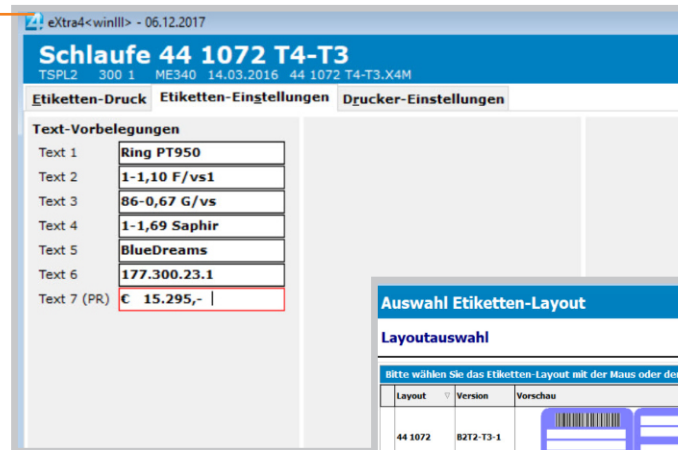 eXtra4<winIII> - 06.12.2017
Schlaufe 44 1072 T4-T3
TSPL2 300 1 ME340 14.03.2016 44 1072 T4-T3.X4M
Etiketten-Druck Etiketten-Einstellungen Drucker-Einstellungen
Text-Vorbelegungen
Text 1 Ring PT950
Text 2 1-1,10 F/vs1
Text 3 86-0,67 G/vs
Text 4 1-1,69 Saphir
Text 5 BlueDreams
Text 6 177.300.23.1
Text 7 (PR) € 15.295,-
Auswahl Etiketten-Layout
Layoutauswahl
Bitte wählen Sie das Etiketten-Layout mit der Maus oder der
Layout Version Vorschau
44 1072 B2T2-T3-1